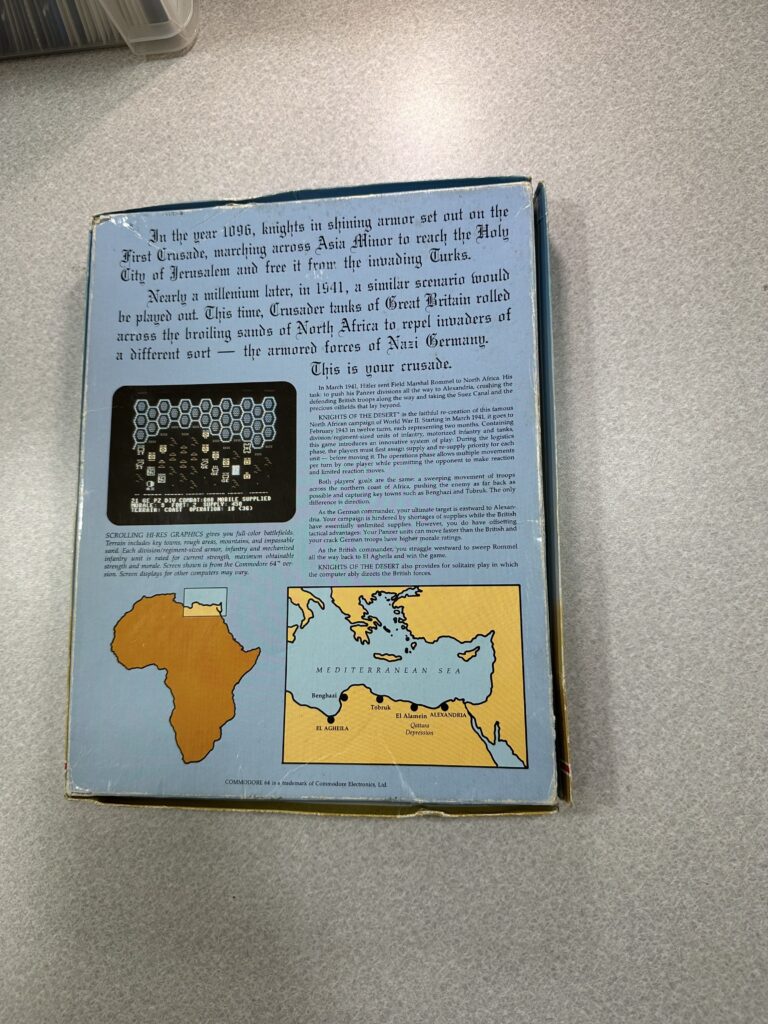 In the year 1096, knights in shining armor set out on the
First Crusade, marching across Asia Minor to reach the Holy
City of Jerusalem and free it from the invading Turks.
Nearly a millenium later, in 1941, a similar scenario would
be played out. This time, Crusader tanks of Great Britain rolled
across the broiling sands of North Africa to repel invaders of
a different sort — the armored forces of Nazi Germany.
This is your crusade.
In March 1941, Hitler sent Field Marshal Rommel to North Africa. His
task: to push his Panzer divisions all the way to Alexandria, crushing the
defending British troops along the way and taking the Suez Canal and the
precious oilfields that lay beyond.
KNIGHTS OF THE DESERT™ is the faithful re-creation of this famous
North African campaign of World War II. Starting in March 1941, it goes to
February 1943 in twelve turns, each representing two months. Containing
division/regiment-sized units of infantry, motorized infantry and tanks,
this game introduces an innovative system of play: During the logistics
phase, the players must first assign supply and re-supply priority for each
unit — before moving it. The operations phase allows multiple movements
per turn by one player while permitting the opponent to make reaction
and limited reaction moves.
Both players' goals are the same: a sweeping movement of troops
across the northern coast of Africa, pushing the enemy as far back as
possible and capturing key towns such as Benghazi and Tobruk. The only
difference is direction.
As the German commander, your ultimate target is eastward to Alexan-
dria. Your campaign is hindered by shortages of supplies while the British
have essentially unlimited supplies. However, you do have offsetting
tactical advantages: Your Panzer units can move faster than the British and
your crack German troops have higher morale ratings.
As the British commander, you struggle westward to sweep Rommel
all the way back to El Agheila and win the game.
KNIGHTS OF THE DESERT also provides for solitaire play in which
the computer ably directs the British forces.
21 GE PZ DIV COMBAT MOBILE SUPPLIED
MORALE: FORT: SUPPLY:
TERRAIN: COAST OPERATION: 18 (36)
SCROLLING HI-RES GRAPHICS gives you full-color battlefields.
Terrain includes key towns, rough areas, mountains, and impassable
sand. Each division/regiment-sized armor, infantry and mechanized
infantry unit is rated for current strength, maximum obtainable
strength and morale. Screen shown is from the Commodore 64™ ver-
sion. Screen displays for other computers may vary.
MEDITERRANEAN SEA
Benghazi
Tobruk
El Alamein
ALEXANDRIA
EL AGHEILA
Qattara
Depression
COMMODORE 64 is a trademark of Commodore Electronics, Ltd.